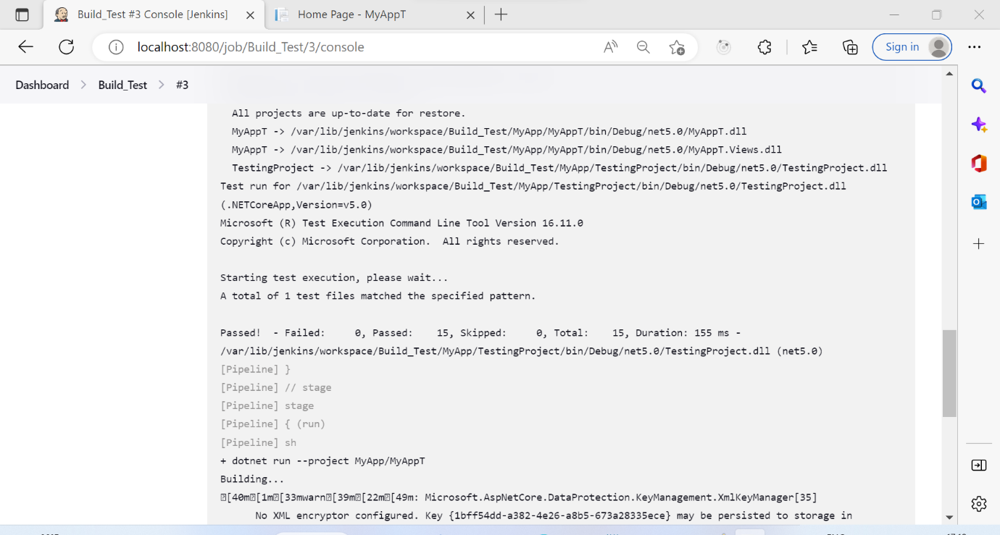 Build_Test #3 Console [Jenkins]
Home Page - MyAppT
localhost:8080/job/Build_Test/3/console
Sign in
Dashboard > Build_Test > #3
All projects are up-to-date for restore.
MyAppT -> /var/lib/jenkins/workspace/Build_Test/MyApp/MyAppT/bin/Debug/net5.0/MyAppT.dll
MyAppT -> /var/lib/jenkins/workspace/Build_Test/MyApp/MyAppT/bin/Debug/net5.0/MyAppT.Views.dll
TestingProject -> /var/lib/jenkins/workspace/Build_Test/MyApp/TestingProject/bin/Debug/net5.0/TestingProject.dll
Test run for /var/lib/jenkins/workspace/Build_Test/MyApp/TestingProject/bin/Debug/net5.0/TestingProject.dll
(.NETCoreApp,Version=v5.0)
Microsoft (R) Test Execution Command Line Tool Version 16.11.0
Copyright (c) Microsoft Corporation.  All rights reserved.
Starting test execution, please wait...
A total of 1 test files matched the specified pattern.
Passed!  - Failed:     0, Passed:    15, Skipped:     0, Total:    15, Duration: 155 ms -
/var/lib/jenkins/workspace/Build_Test/MyApp/TestingProject/bin/Debug/net5.0/TestingProject.dll (net5.0)
[Pipeline] }
[Pipeline] // stage
[Pipeline] stage
[Pipeline] { (run)
[Pipeline] sh
+ dotnet run --project MyApp/MyAppT
Building...
[40m[1m[33mwarn[39m[22m[49m: Microsoft.AspNetCore.DataProtection.KeyManagement.XmlKeyManager[35]
No XML encryptor configured. Key {1bff54dd-a382-4e26-a8b5-673a28335ece} may be persisted to storage in